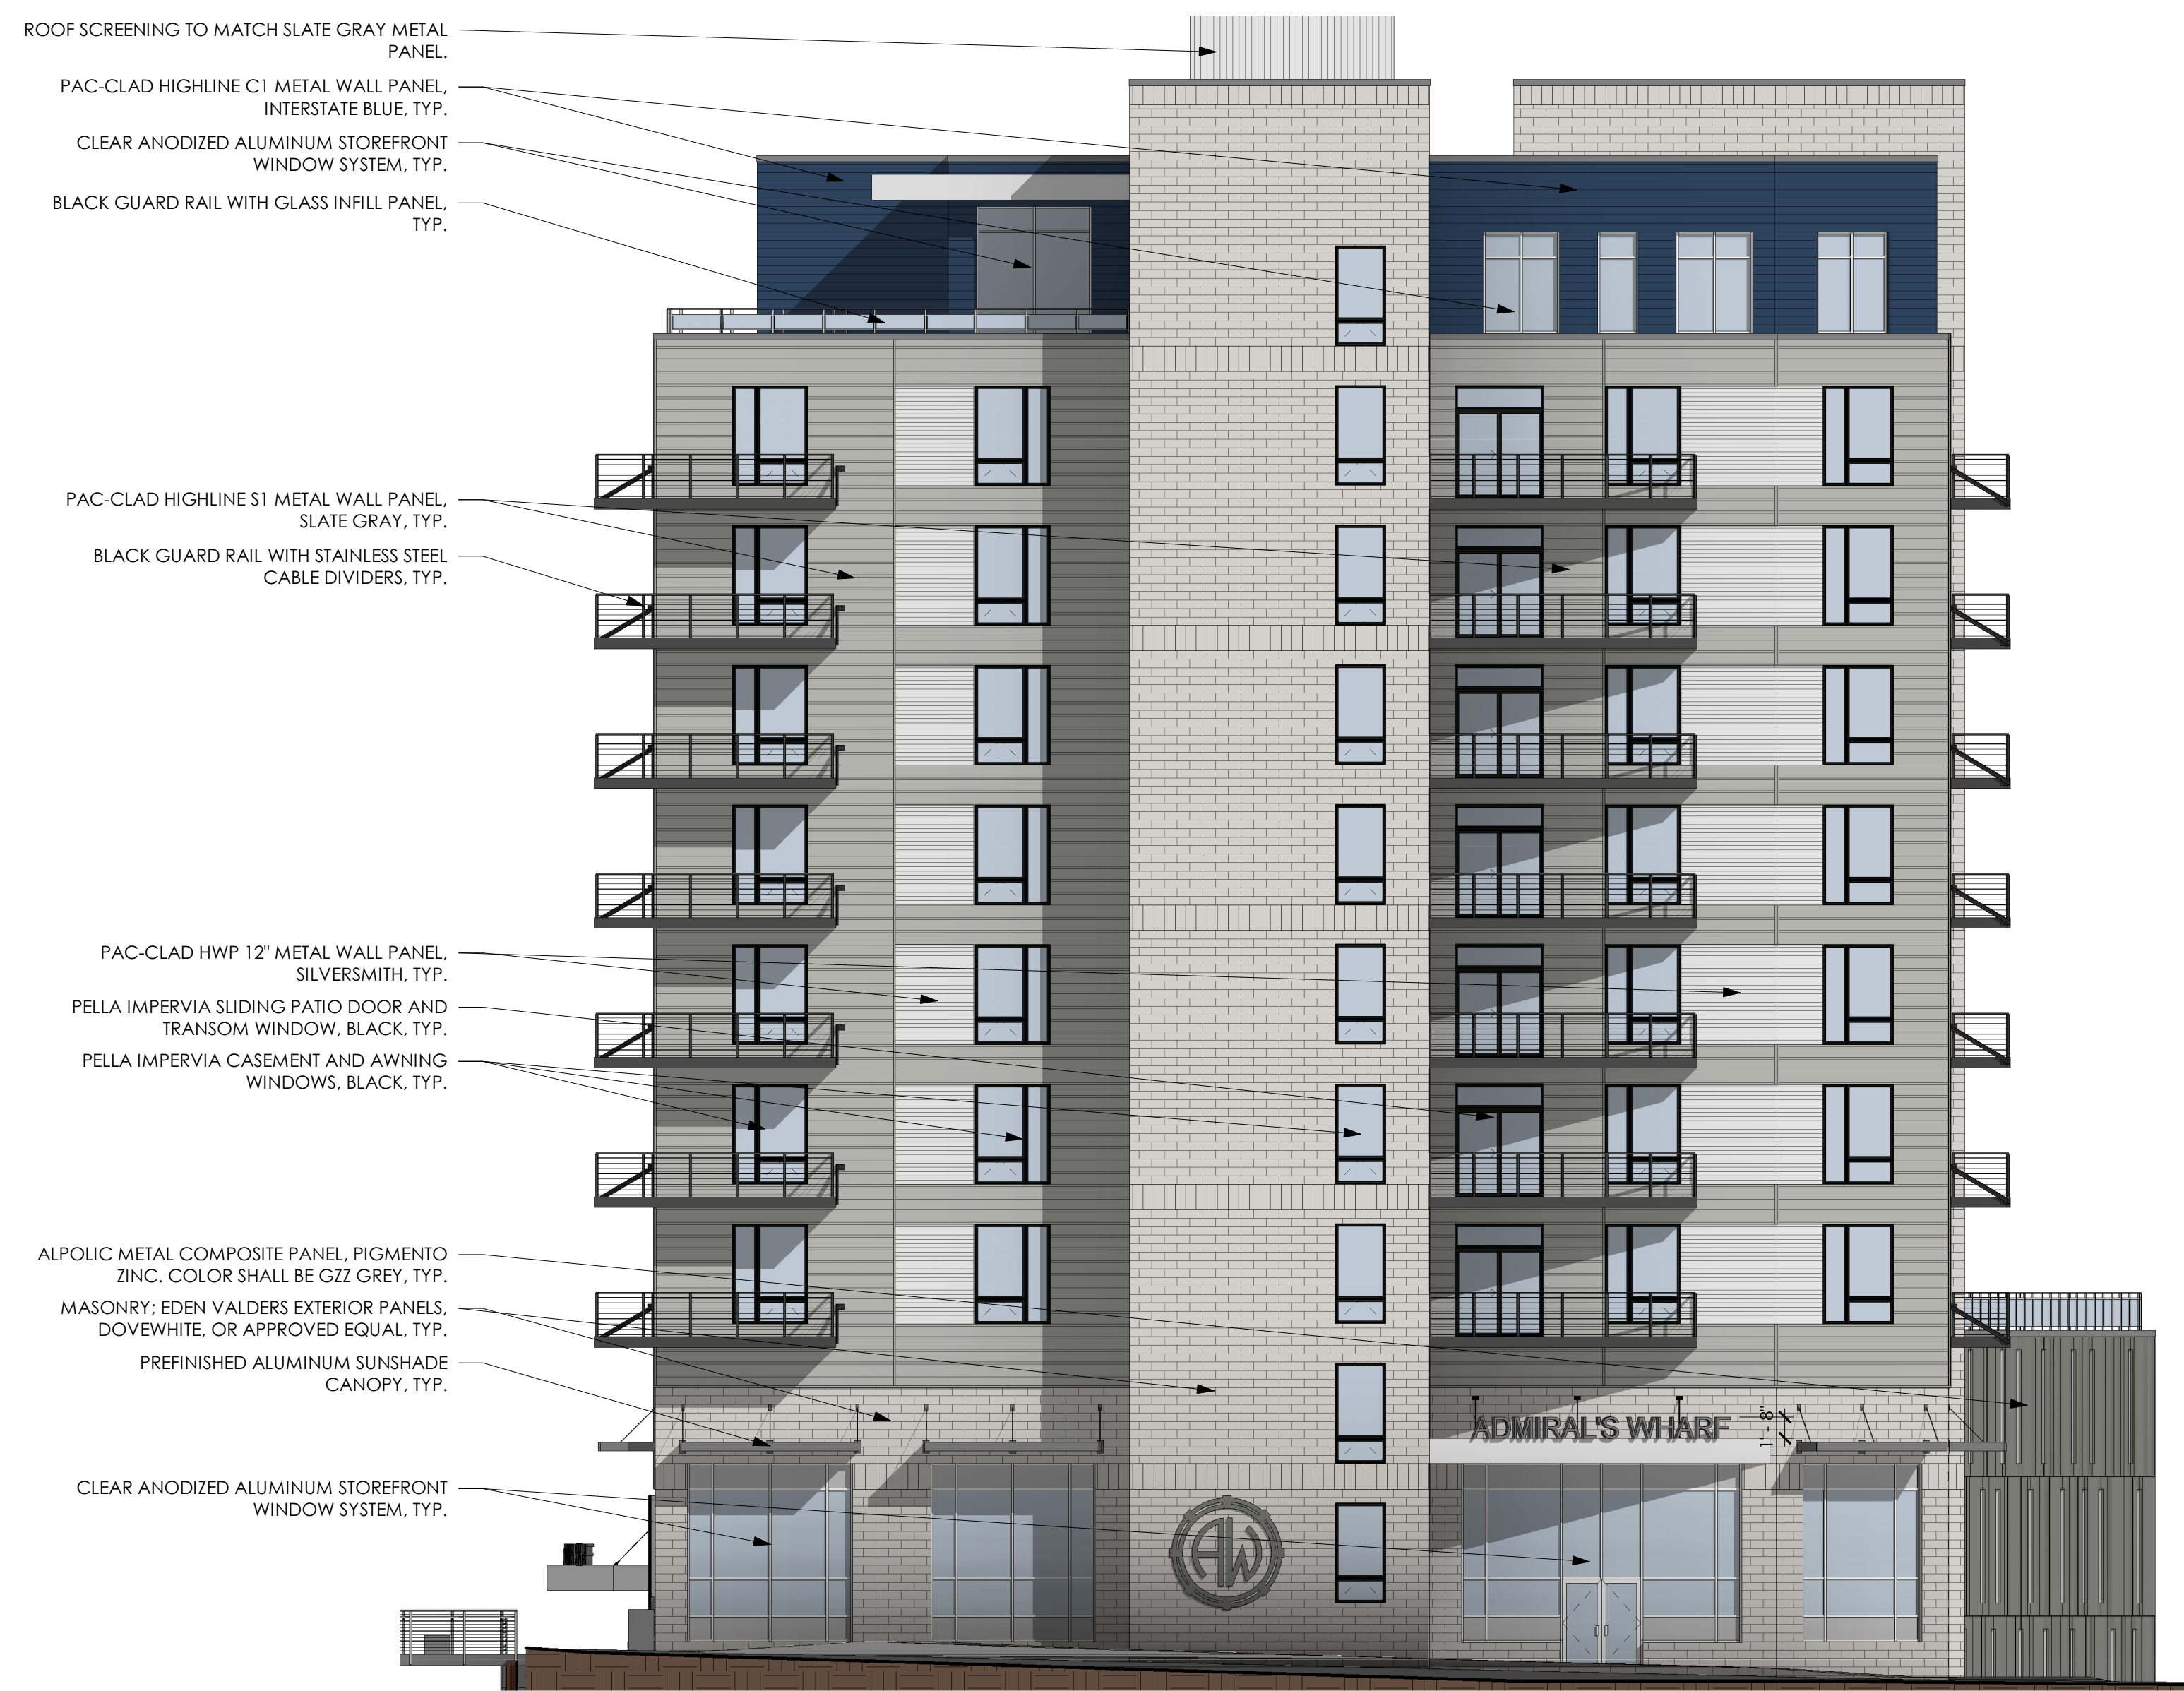 ROOF SCREENING TO MATCH SLATE GRAY METAL
PANEL.
PAC-CLAD HIGHLINE C1 METAL WALL PANEL,
INTERSTATE BLUE, TYP.
CLEAR ANODIZED ALUMINUM STOREFRONT
WINDOW SYSTEM, TYP.
BLACK GUARD RAIL WITH GLASS INFILL PANEL,
TYP.
PAC-CLAD HIGHLINE S1 METAL WALL PANEL,
SLATE GRAY, TYP.
BLACK GUARD RAIL WITH STAINLESS STEEL
CABLE DIVIDERS, TYP.
PAC-CLAD HWP 12" METAL WALL PANEL,
SILVERSMITH, TYP.
PELLA IMPERVIA SLIDING PATIO DOOR AND
TRANSOM WINDOW, BLACK, TYP.
PELLA IMPERVIA CASEMENT AND AWNING
WINDOWS, BLACK, TYP.
ALPOLIC METAL COMPOSITE PANEL, PIGMENTO
ZINC. COLOR SHALL BE GZZ GREY, TYP.
MASONRY; EDEN VALDERS EXTERIOR PANELS,
DOVEWHITE, OR APPROVED EQUAL, TYP.
PREFINISHED ALUMINUM SUNSHADE
CANOPY, TYP.
CLEAR ANODIZED ALUMINUM STOREFRONT
WINDOW SYSTEM, TYP.
ADMIRAL'S WHARF
1' - 8"
AW